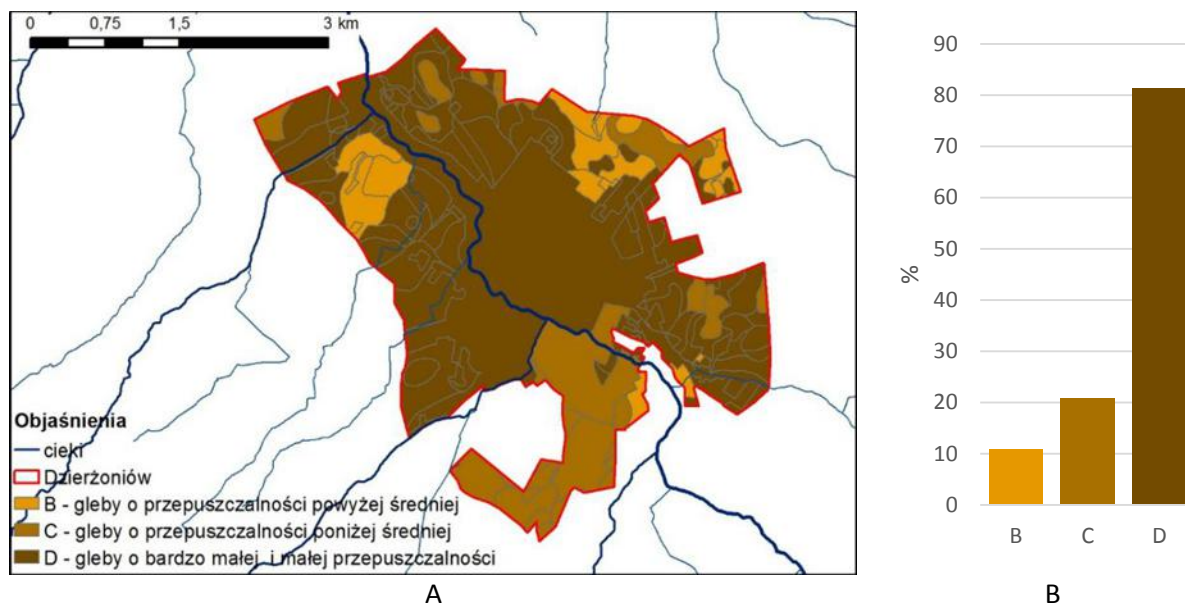 0 0,75 1,5 3 km
Objaśnienia
cieki
Dzierżoniów
B - gleby o przepuszczalności powyżej średniej
C - gleby o przepuszczalności poniżej średniej
D - gleby o bardzo małej i małej przepuszczalności
A
90
80
70
60
50
40
30
20
10
0
%
B C D
B